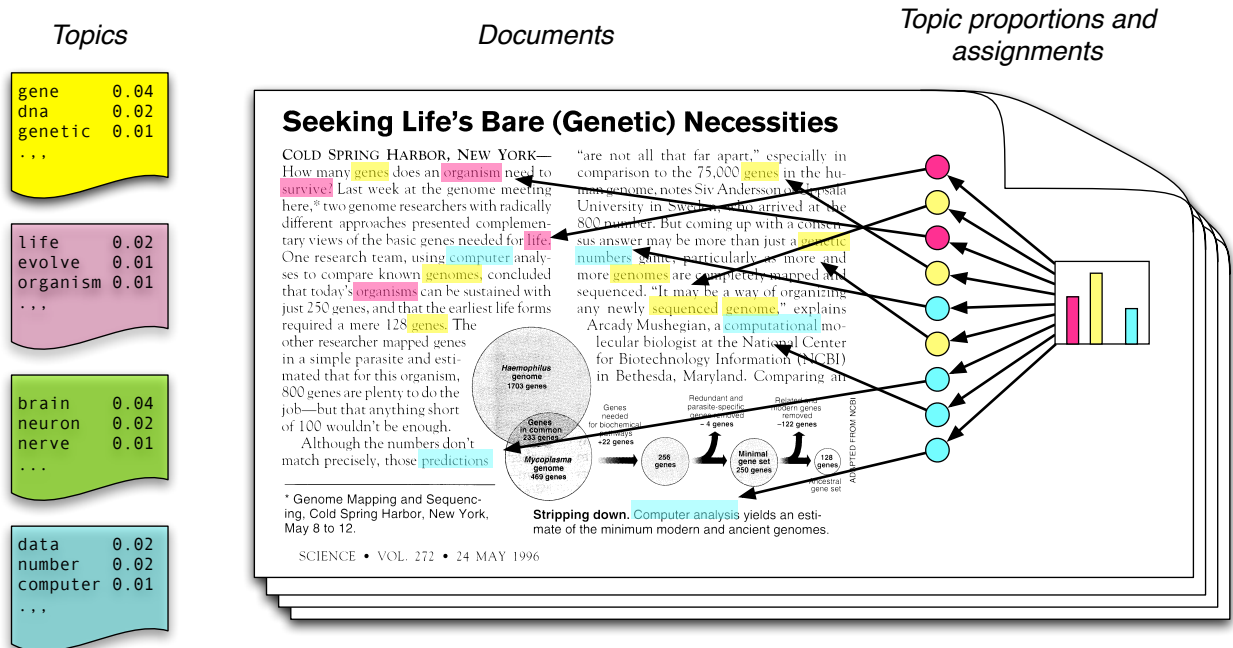 Topics
Documents
Topic proportions and
assignments
gene 0.04
dna 0.02
genetic 0.01
.,,
life 0.02
evolve 0.01
organism 0.01
.,,
brain 0.04
neuron 0.02
nerve 0.01
...
data 0.02
number 0.02
computer 0.01
.,,
Seeking Life's Bare (Genetic) Necessities
COLD SPRING HARBOR, NEW YORK—
How many genes does an organism need to
survive? Last week at the genome meeting
here,* two genome researchers with radically
different approaches presented complemen-
tary views of the basic genes needed for life.
One research team, using computer analy-
ses to compare known genomes, concluded
that today's organisms can be sustained with
just 250 genes, and that the earliest life forms
required a mere 128 genes. The
other researcher mapped genes
in a simple parasite and esti-
mated that for this organism,
800 genes are plenty to do the
job—but that anything short
of 100 wouldn't be enough.
Although the numbers don't
match precisely, those predictions
* Genome Mapping and Sequenc-
ing, Cold Spring Harbor, New York,
May 8 to 12.
"are not all that far apart," especially in
comparison to the 75,000 genes in the hu-
man genome, notes Siv Andersson of Uppsala
University in Sweden, who arrived at the
800 number. But coming up with a consen-
sus answer may be more than just a genetic
numbers game, particularly as more and
more genomes are completely mapped and
sequenced. "It may be a way of organizing
any newly sequenced genome," explains
Arcady Mushegian, a computational mo-
lecular biologist at the National Center
for Biotechnology Information (NCBI)
in Bethesda, Maryland. Comparing an
Haemophilus
genome
1703 genes
Genes
in common
233 genes
Mycoplasma
genome
469 genes
Genes
needed
for biochemical
pathways
+22 genes
256
genes
Redundant and
parasite-specific
genes removed
– 4 genes
Minimal
gene set
250 genes
Related and
modern genes
removed
–122 genes
128
genes
Ancestral
gene set
ADAPTED FROM NCBI
Stripping down. Computer analysis yields an esti-
mate of the minimum modern and ancient genomes.
SCIENCE • VOL. 272 • 24 MAY 1996